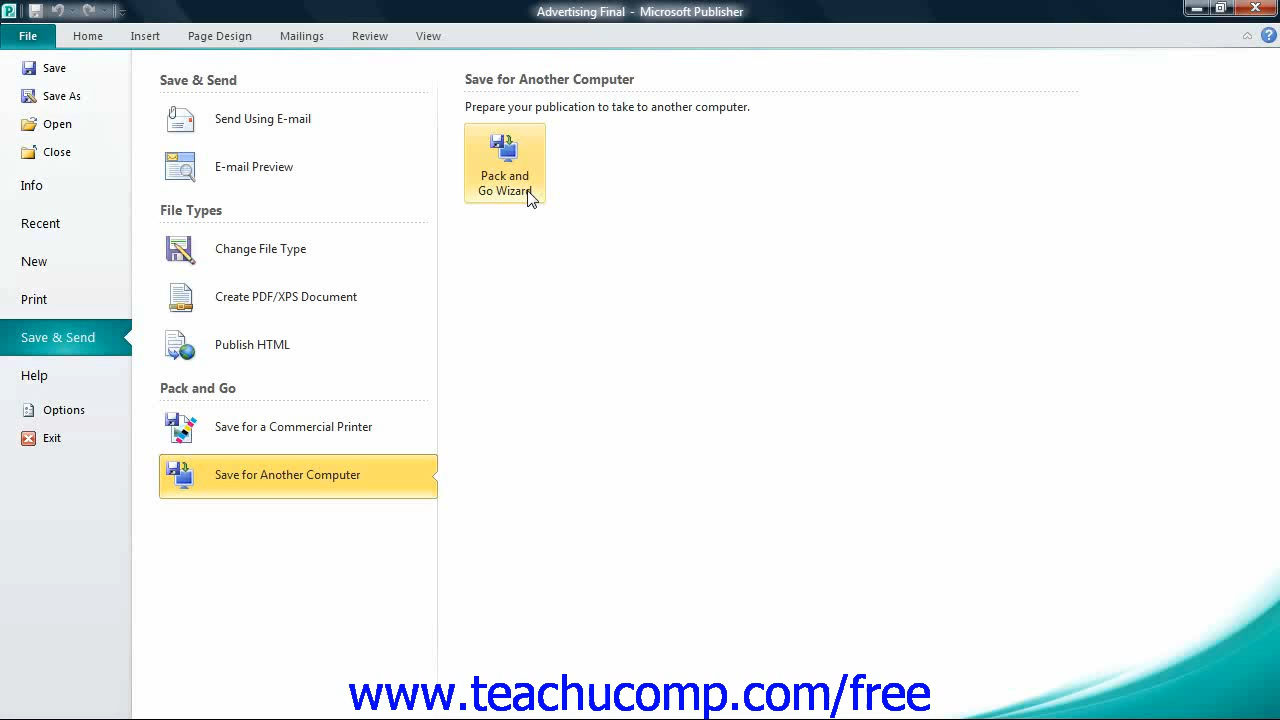 Advertising Final - Microsoft Publisher
File Home Insert Page Design Mailings Review View
Save
Save As
Open
Close
Info
Recent
New
Print
Save & Send
Help
Options
Exit
Save & Send
Send Using E-mail
E-mail Preview
File Types
Change File Type
Create PDF/XPS Document
Publish HTML
Pack and Go
Save for a Commercial Printer
Save for Another Computer
Save for Another Computer
Prepare your publication to take to another computer.
Pack and
Go Wizard
www.teachucomp.com/free